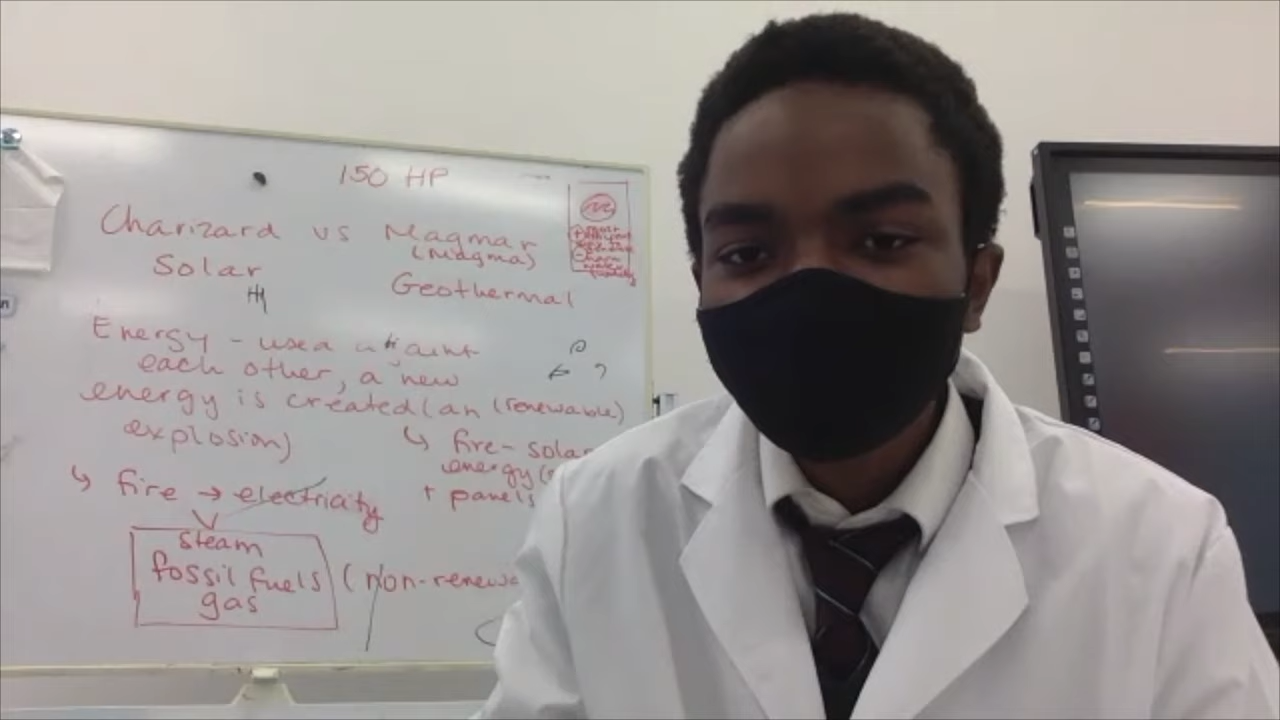 150 HP
Charizard vs Magmar
(Magma)
Solar
Geothermal
Energy - used against
each other, a new
energy is created (an (renewable)
explosion)
↳ fire - solar
energy
+ panels
↳ fire → electricity
steam
fossil fuels (non-renewa
gas